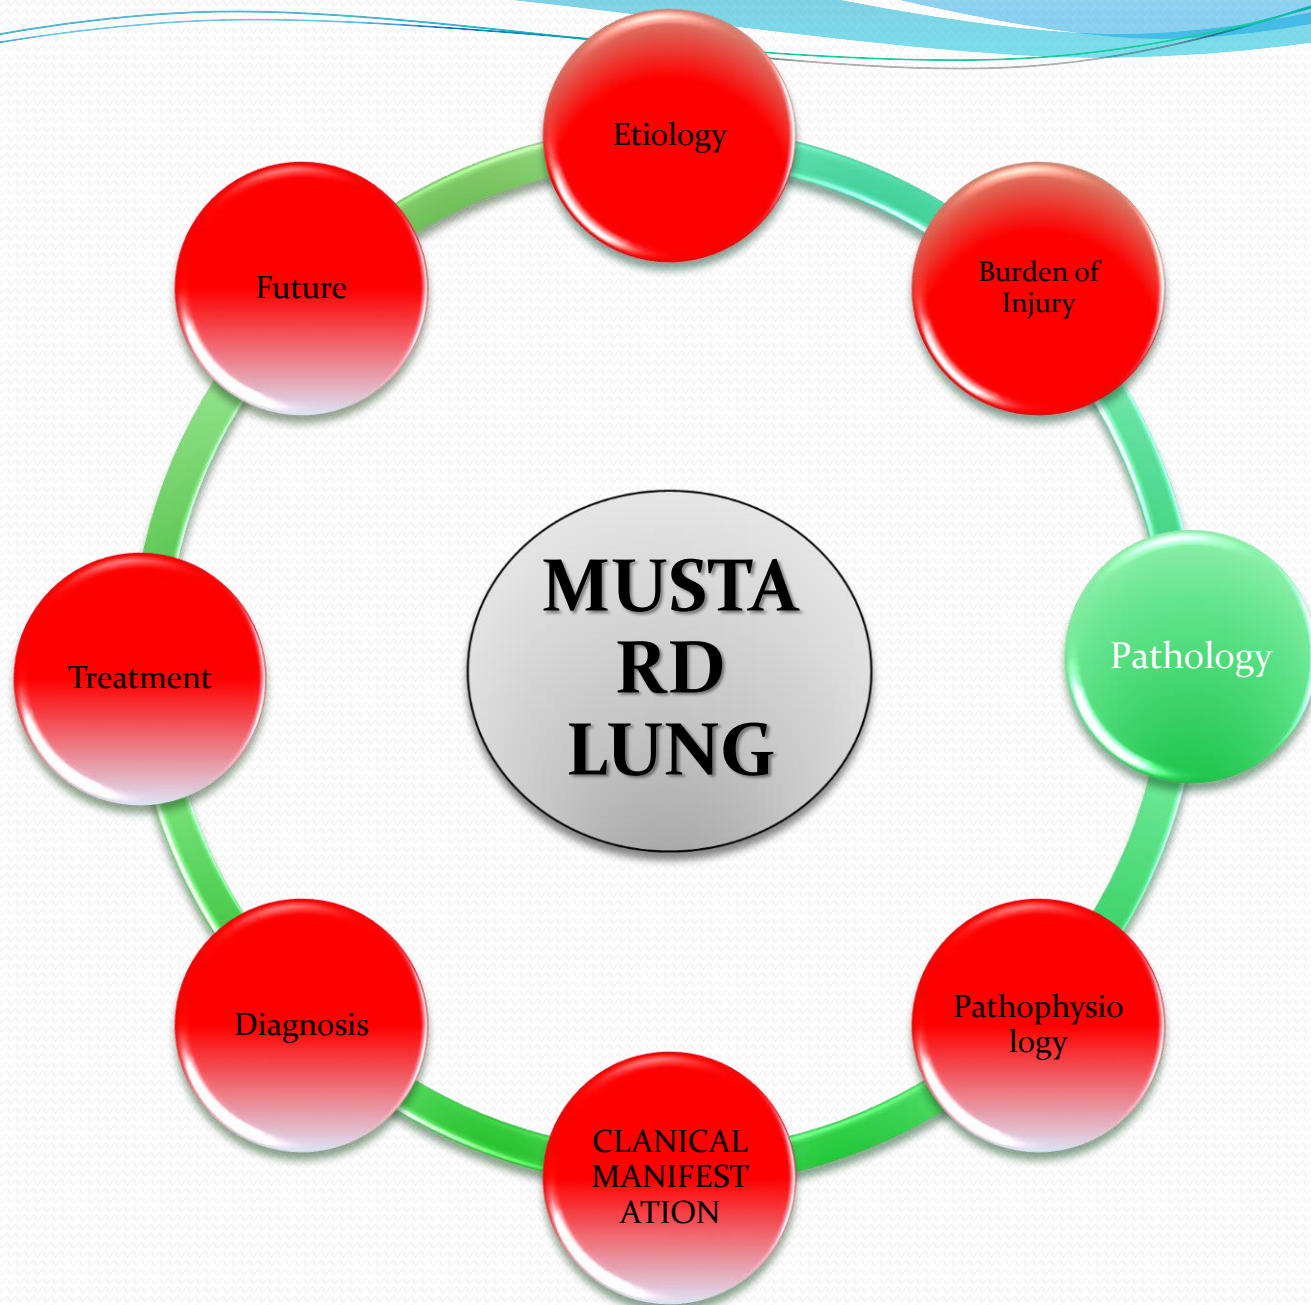 Etiology
Burden of
Injury
Pathology
Pathophysio
logy
CLANICAL
MANIFEST
ATION
Diagnosis
Treatment
Future
MUSTA
RD
LUNG